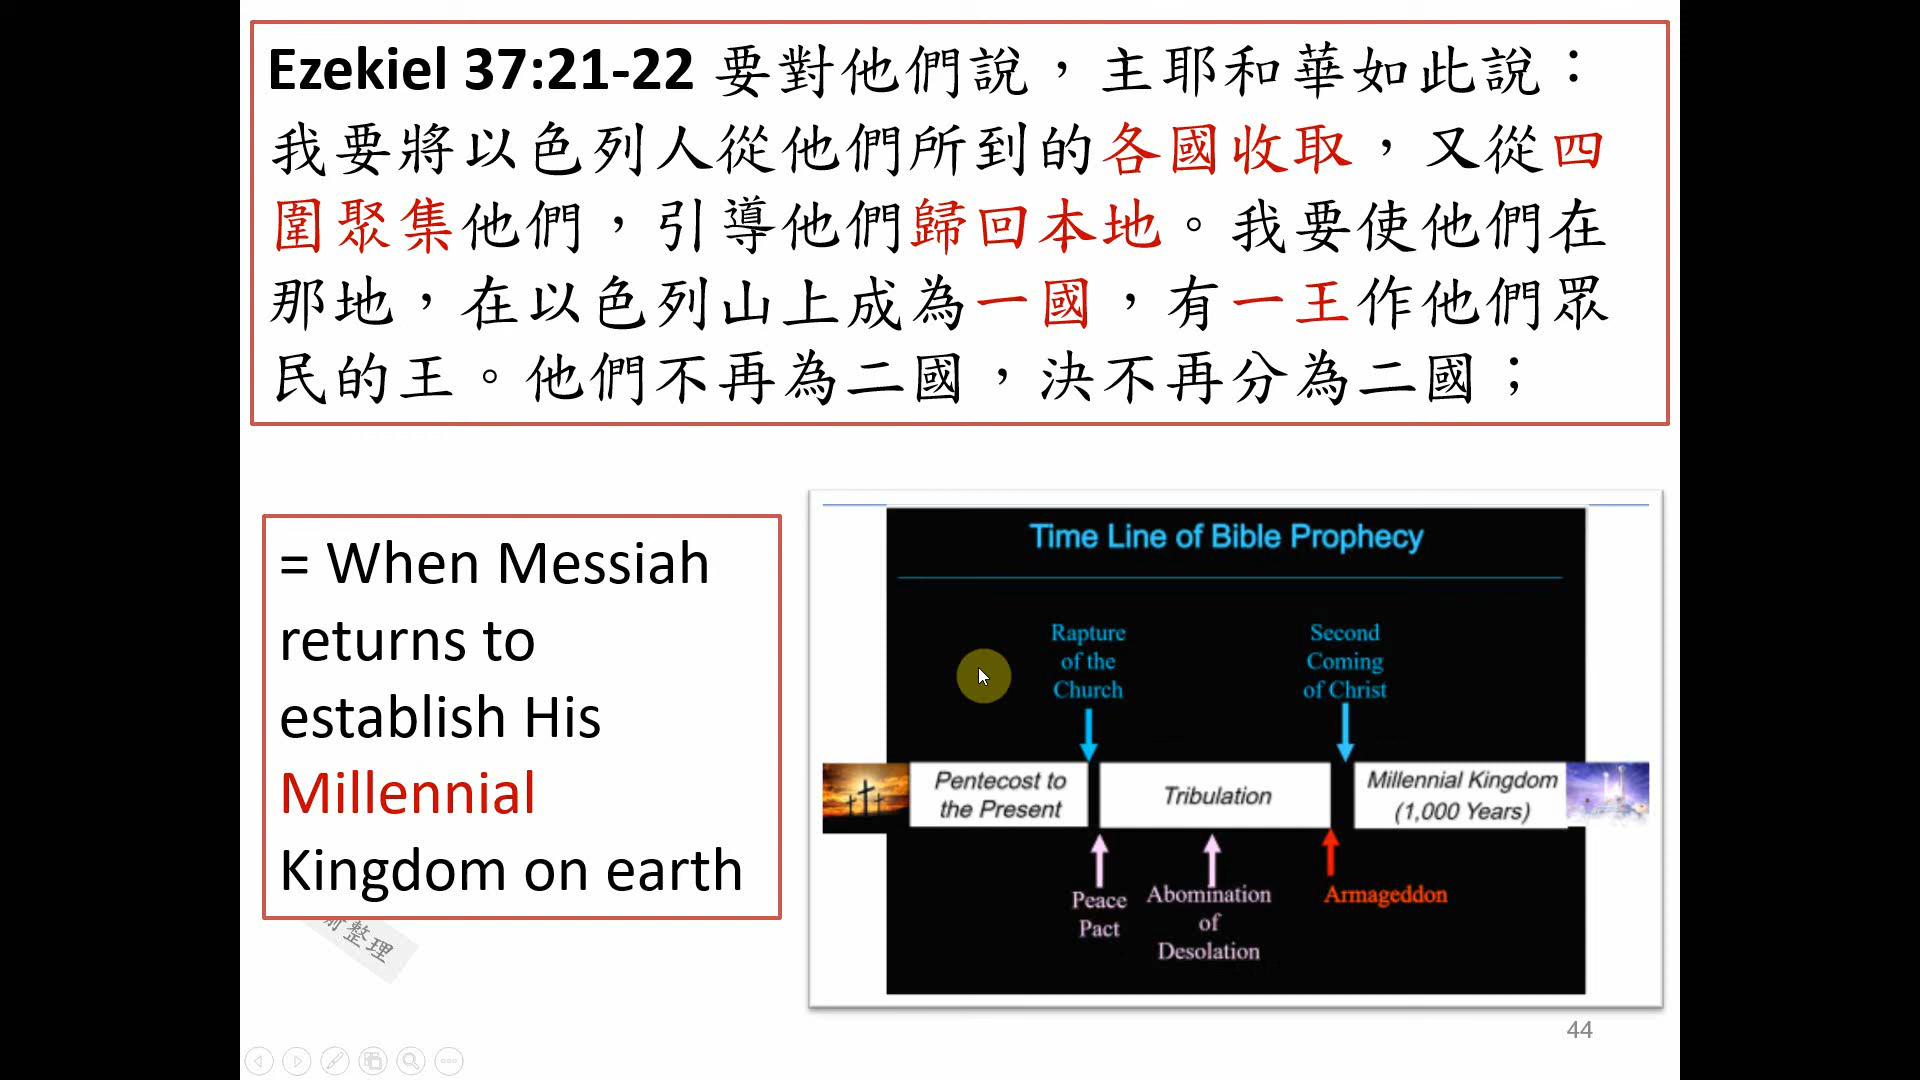 Ezekiel 37:21-22 要對他們說，主耶和華如此說：
我要將以色列人從他們所到的各國收取，又從四
圍聚集他們，引導他們歸回本地。我要使他們在
那地，在以色列山上成為一國，有一王作他們眾
民的王。他們不再為二國，決不再分為二國；
= When Messiah
returns to
establish His
Millennial
Kingdom on earth
整理
Time Line of Bible Prophecy
Rapture
of the
Church
Second
Coming
of Christ
Pentecost to
the Present
Tribulation
Millennial Kingdom
(1,000 Years)
Peace
Pact
Abomination
of
Desolation
Armageddon
44